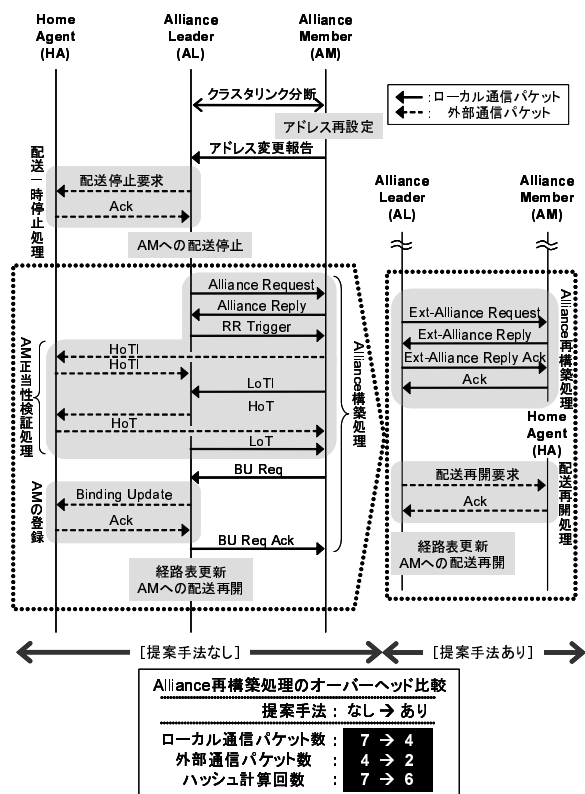 Home
Agent
(HA)
Alliance
Leader
(AL)
Alliance
Member
(AM)
クラスタリンク分断
アドレス再設定
アドレス変更報告
←:ローカル通信パケット
:外部通信パケット
配送一時停止処理
配送停止要求
Ack
AMへの配送停止
Alliance Request
Alliance Reply
RR Trigger
AM正当性検証処理
HoTI
HoTI
LoTI
HoT
HoT
LoT
Alliance構築処理
BU Req
AMの登録
Binding Update
Ack
BU Req Ack
経路表更新
AMへの配送再開
Alliance
Leader
(AL)
Alliance
Member
(AM)
Ext-Alliance Request
Ext-Alliance Reply
Ext-Alliance Reply Ack
Ack
Alliance再構築処理
Home
Agent
(HA)
配送再開要求
Ack
配送再開処理
経路表更新
AMへの配送再開
[提案手法なし]
[提案手法あり]
Alliance再構築処理のオーバーヘッド比較
提案手法 : なし → あり
ローカル通信パケット数 : 7 → 4
外部通信パケット数 : 4 → 2
ハッシュ計算回数 : 7 → 6